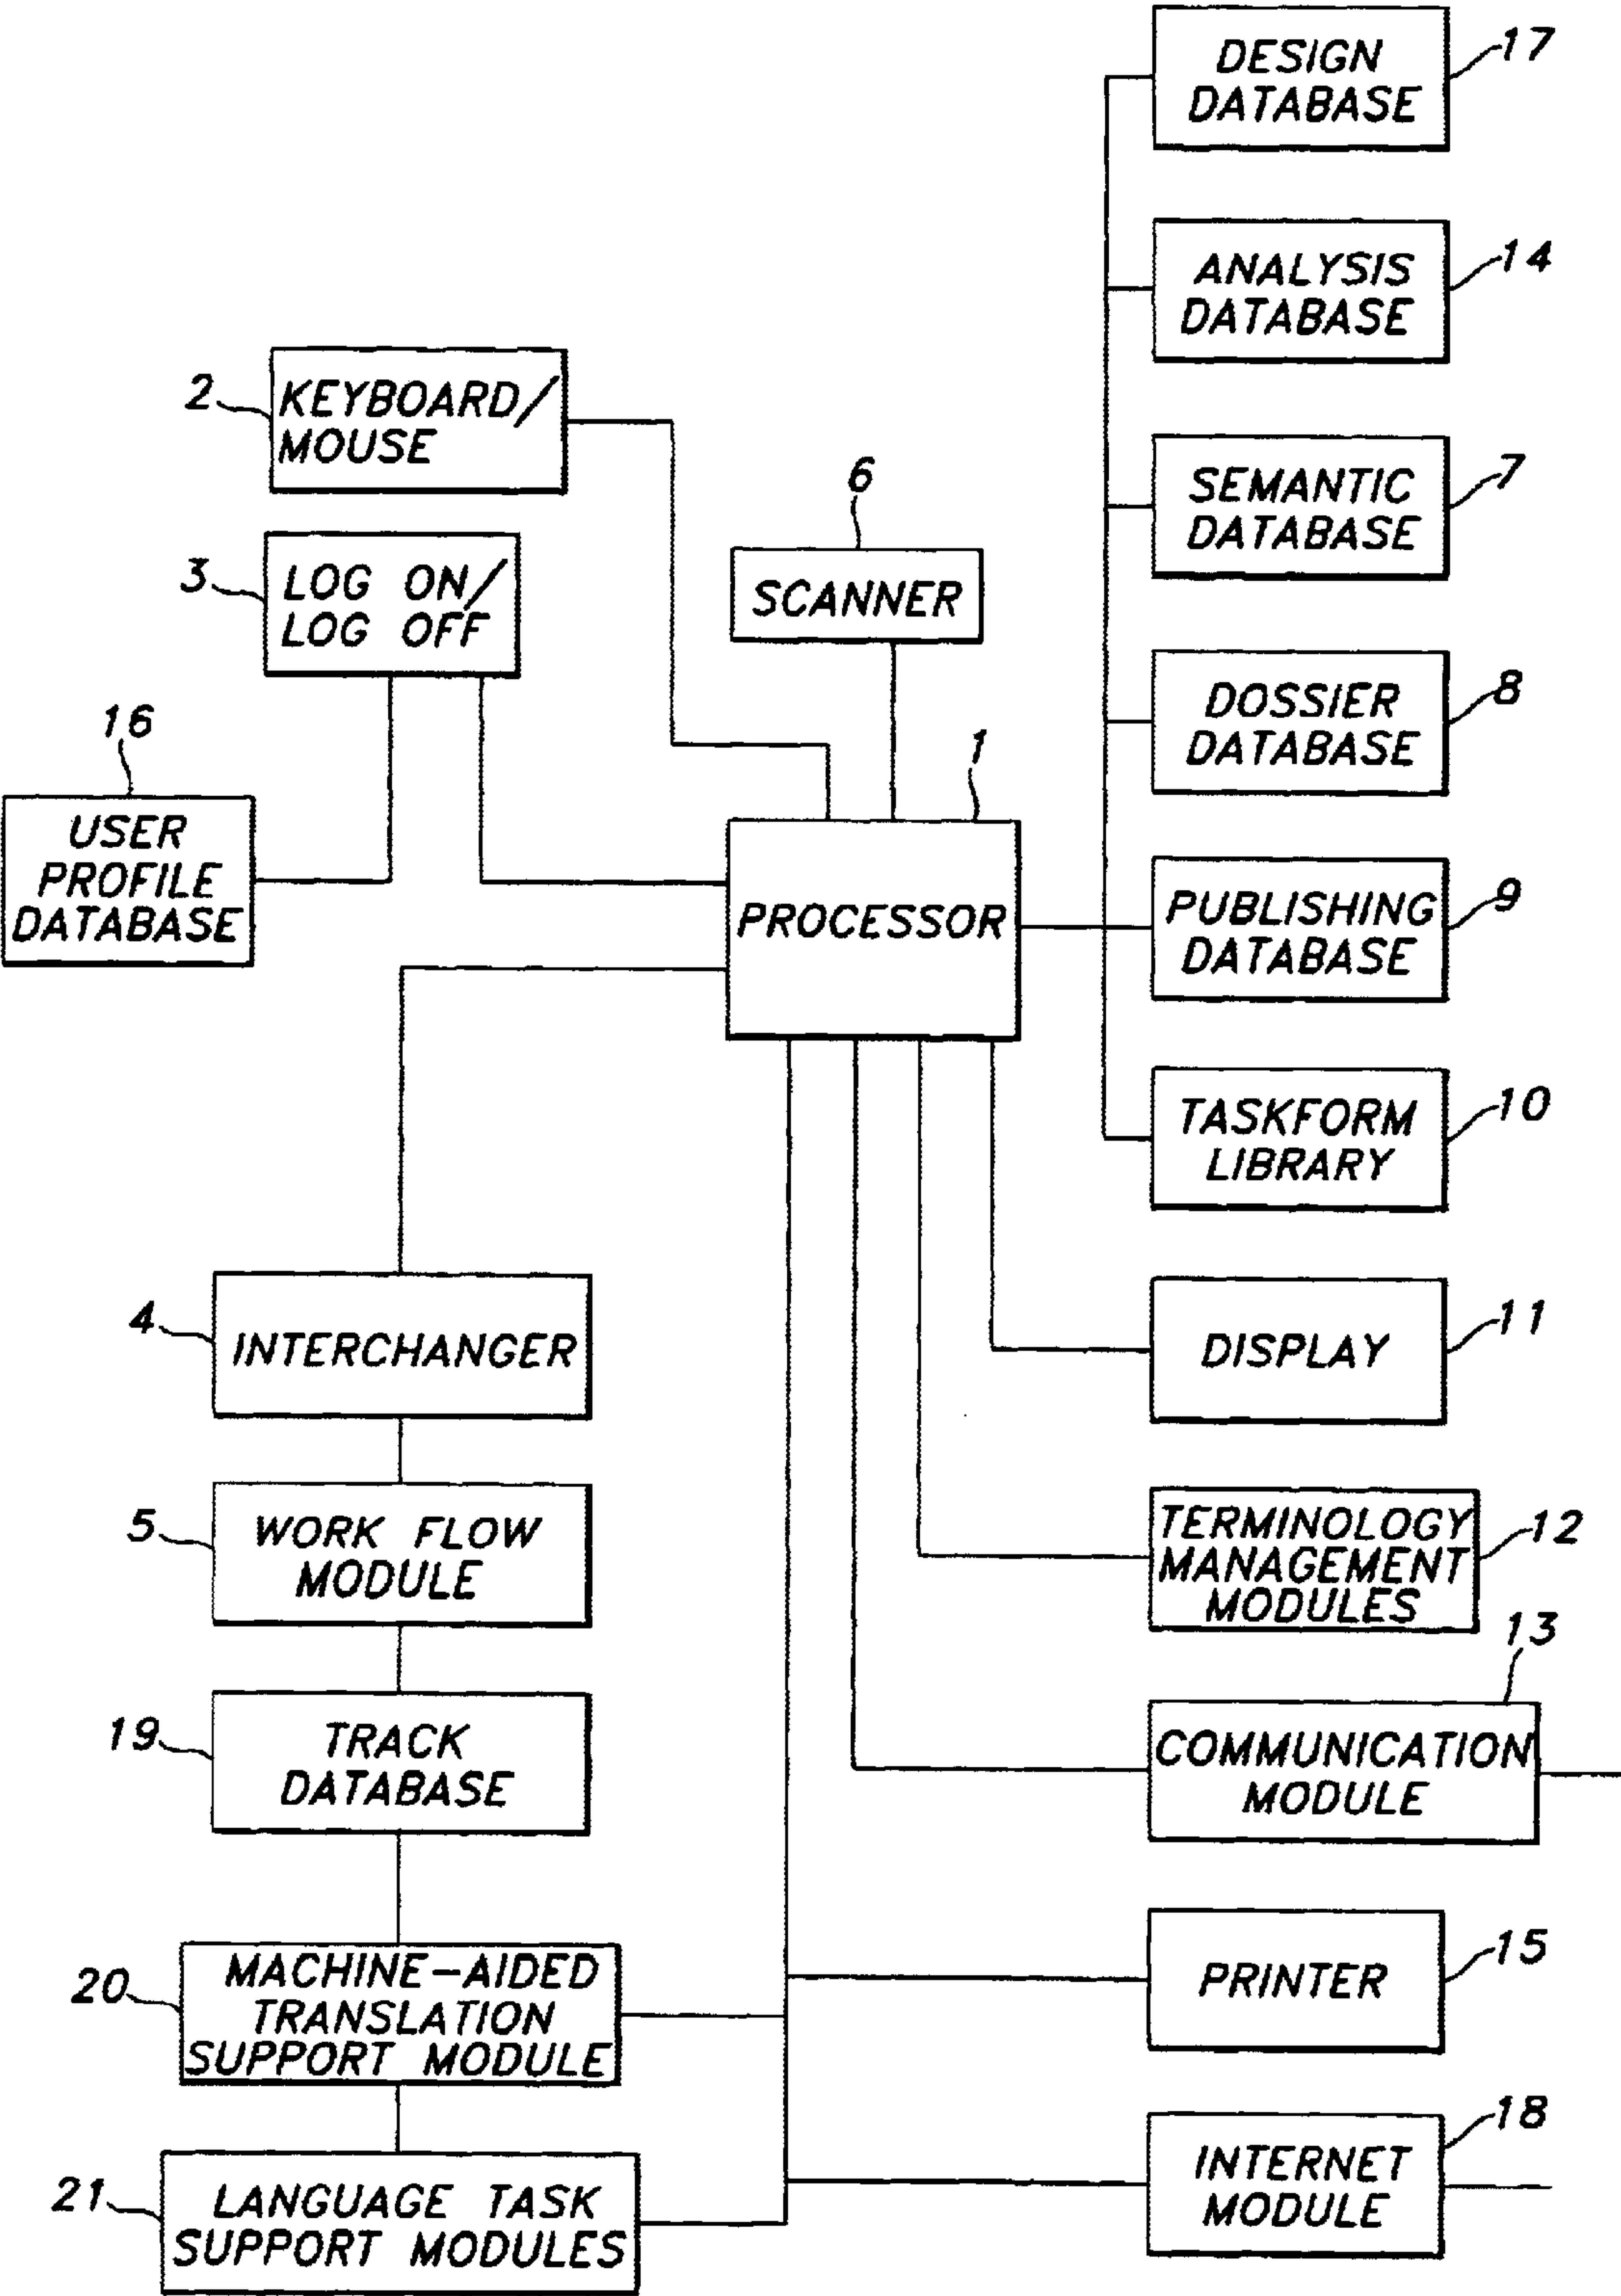 DESIGN
DATABASE
17
ANALYSIS
DATABASE
14
2
KEYBOARD/
MOUSE
6
SEMANTIC
DATABASE
7
3
LOG ON/
LOG OFF
SCANNER
DOSSIER
DATABASE
8
16
USER
PROFILE
DATABASE
1
PROCESSOR
PUBLISHING
DATABASE
9
TASKFORM
LIBRARY
10
4
INTERCHANGER
DISPLAY
11
5
WORK FLOW
MODULE
TERMINOLOGY
MANAGEMENT
MODULES
12
19
TRACK
DATABASE
13
COMMUNICATION
MODULE
20
MACHINE-AIDED
TRANSLATION
SUPPORT MODULE
PRINTER
15
21
LANGUAGE TASK
SUPPORT MODULES
INTERNET
MODULE
18